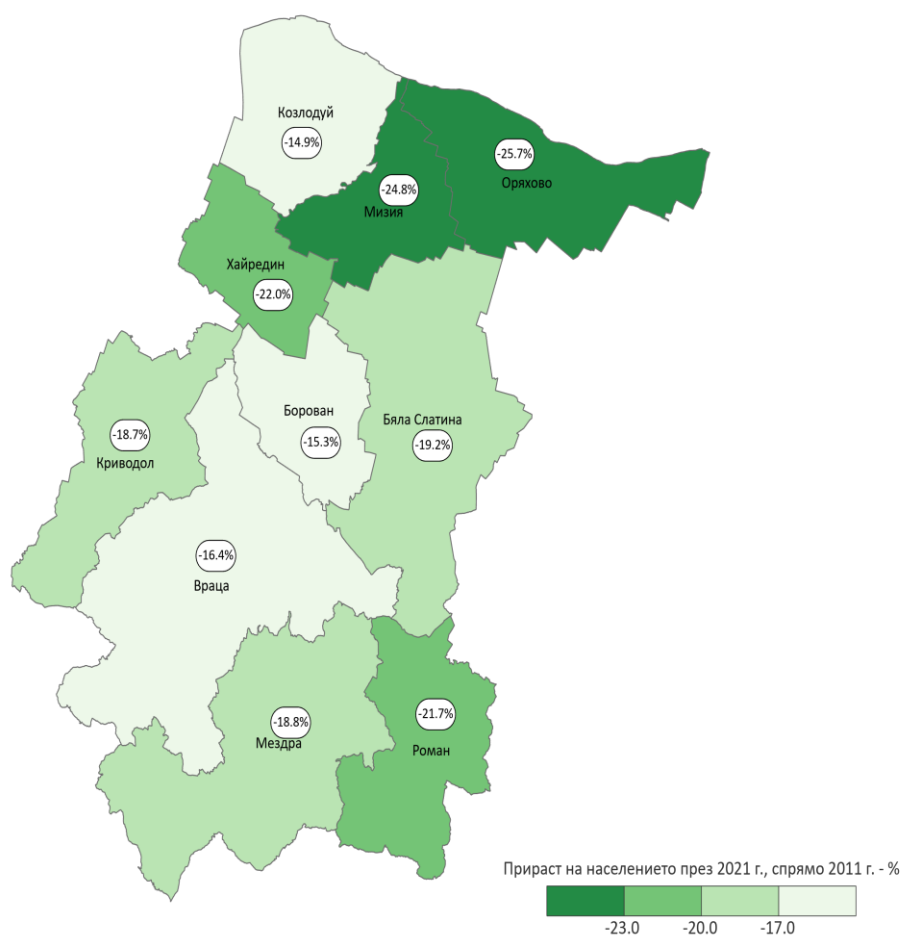 Козлодуй
-14.9%
-25.7%
Оряхово
-24.8%
Мизия
Хайредин
-22.0%
Борован
-15.3%
Бяла Слатина
-19.2%
-18.7%
Криводол
-16.4%
Враца
-18.8%
Мездра
-21.7%
Роман
Прираст на населението през 2021 г., спрямо 2011 г. - %
-23.0 -20.0 -17.0